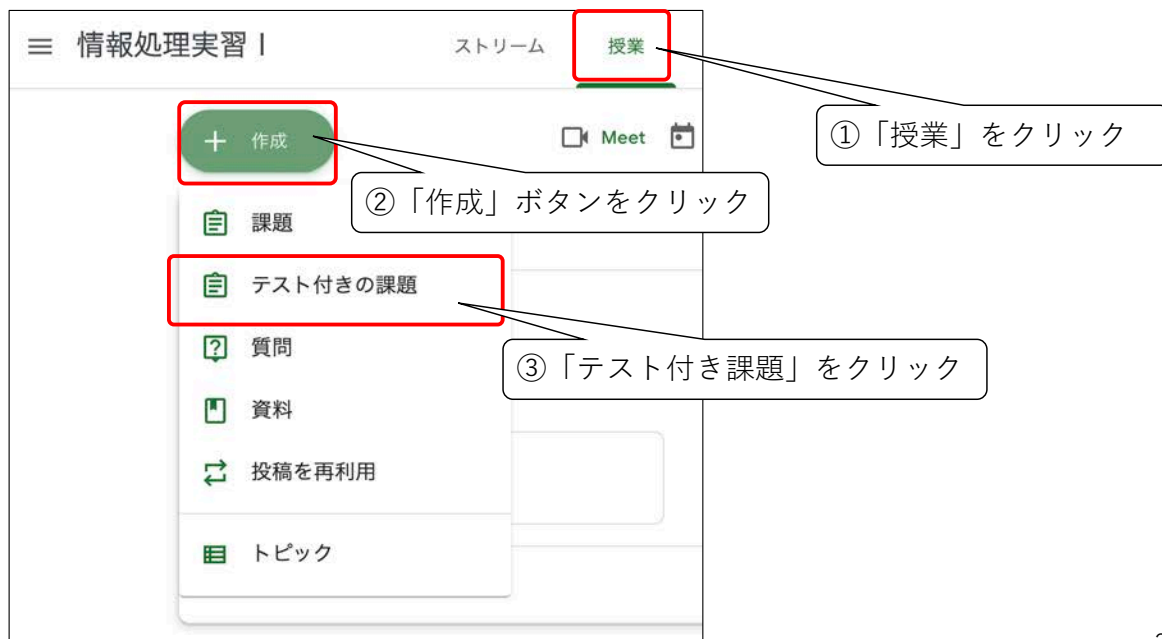 情報処理実習Ⅰ
ストリーム
授業
①「授業」をクリック
作成
Meet
②「作成」ボタンをクリック
課題
テスト付きの課題
質問
③「テスト付き課題」をクリック
資料
投稿を再利用
トピック